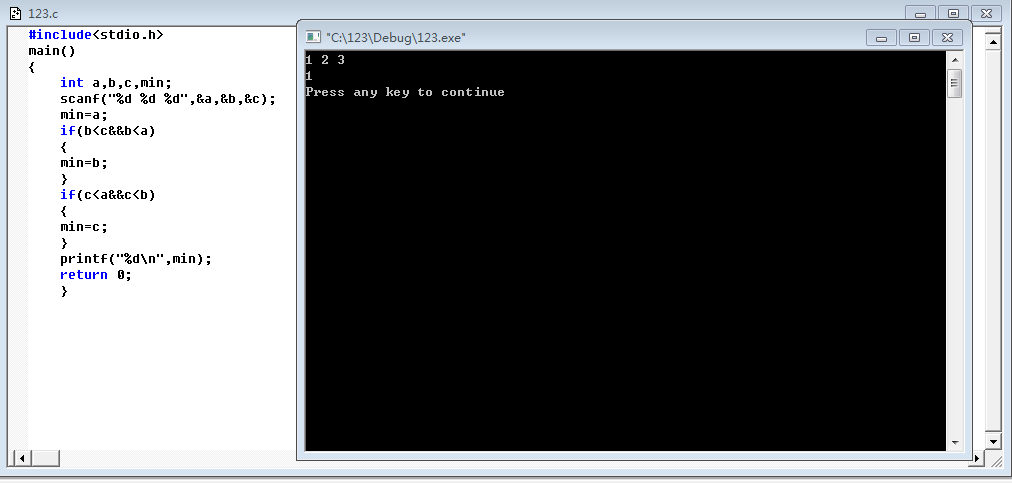 123.c
#include<stdio.h>
main()
{
int a,b,c,min;
scanf("%d %d %d",&a,&b,&c);
min=a;
if(b<c&&b<a)
{
min=b;
}
if(c<a&&c<b)
{
min=c;
}
printf("%d\n",min);
return 0;
}
"C:\123\Debug\123.exe"
1 2 3
1
Press any key to continue